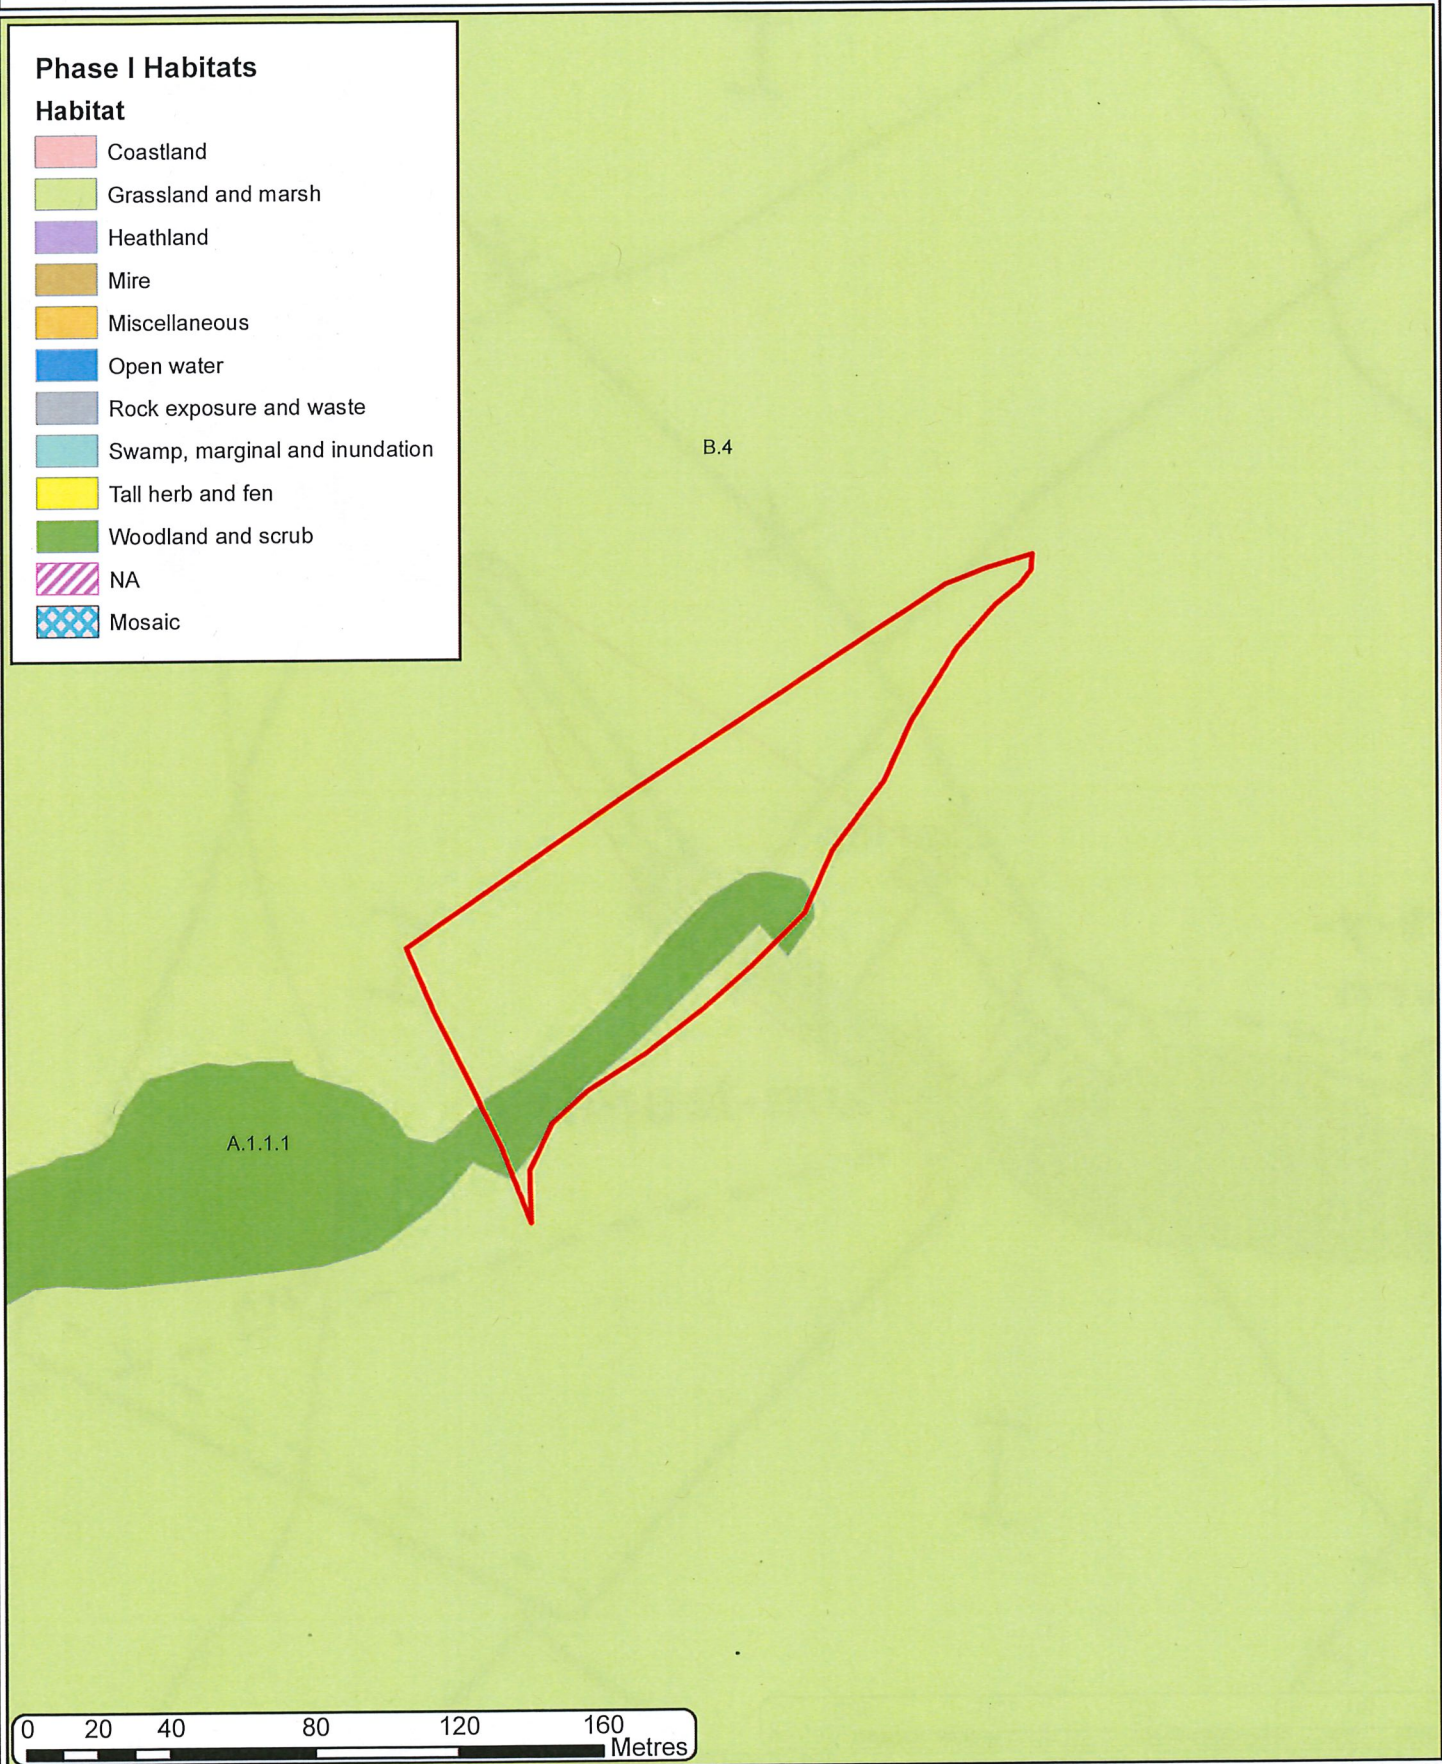 Phase I Habitats
Habitat
Coastland
Grassland and marsh
Heathland
Mire
Miscellaneous
Open water
Rock exposure and waste
Swamp, marginal and inundation
Tall herb and fen
Woodland and scrub
NA
Mosaic
B.4
A.1.1.1
0 20 40 80 120 160
Metres